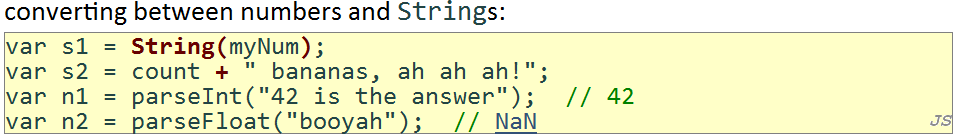 converting between numbers and Strings:
var s1 = String(myNum);
var s2 = count + " bananas, ah ah ah!";
var n1 = parseInt("42 is the answer");  // 42
var n2 = parseFloat("booyah");  // NaN
JS